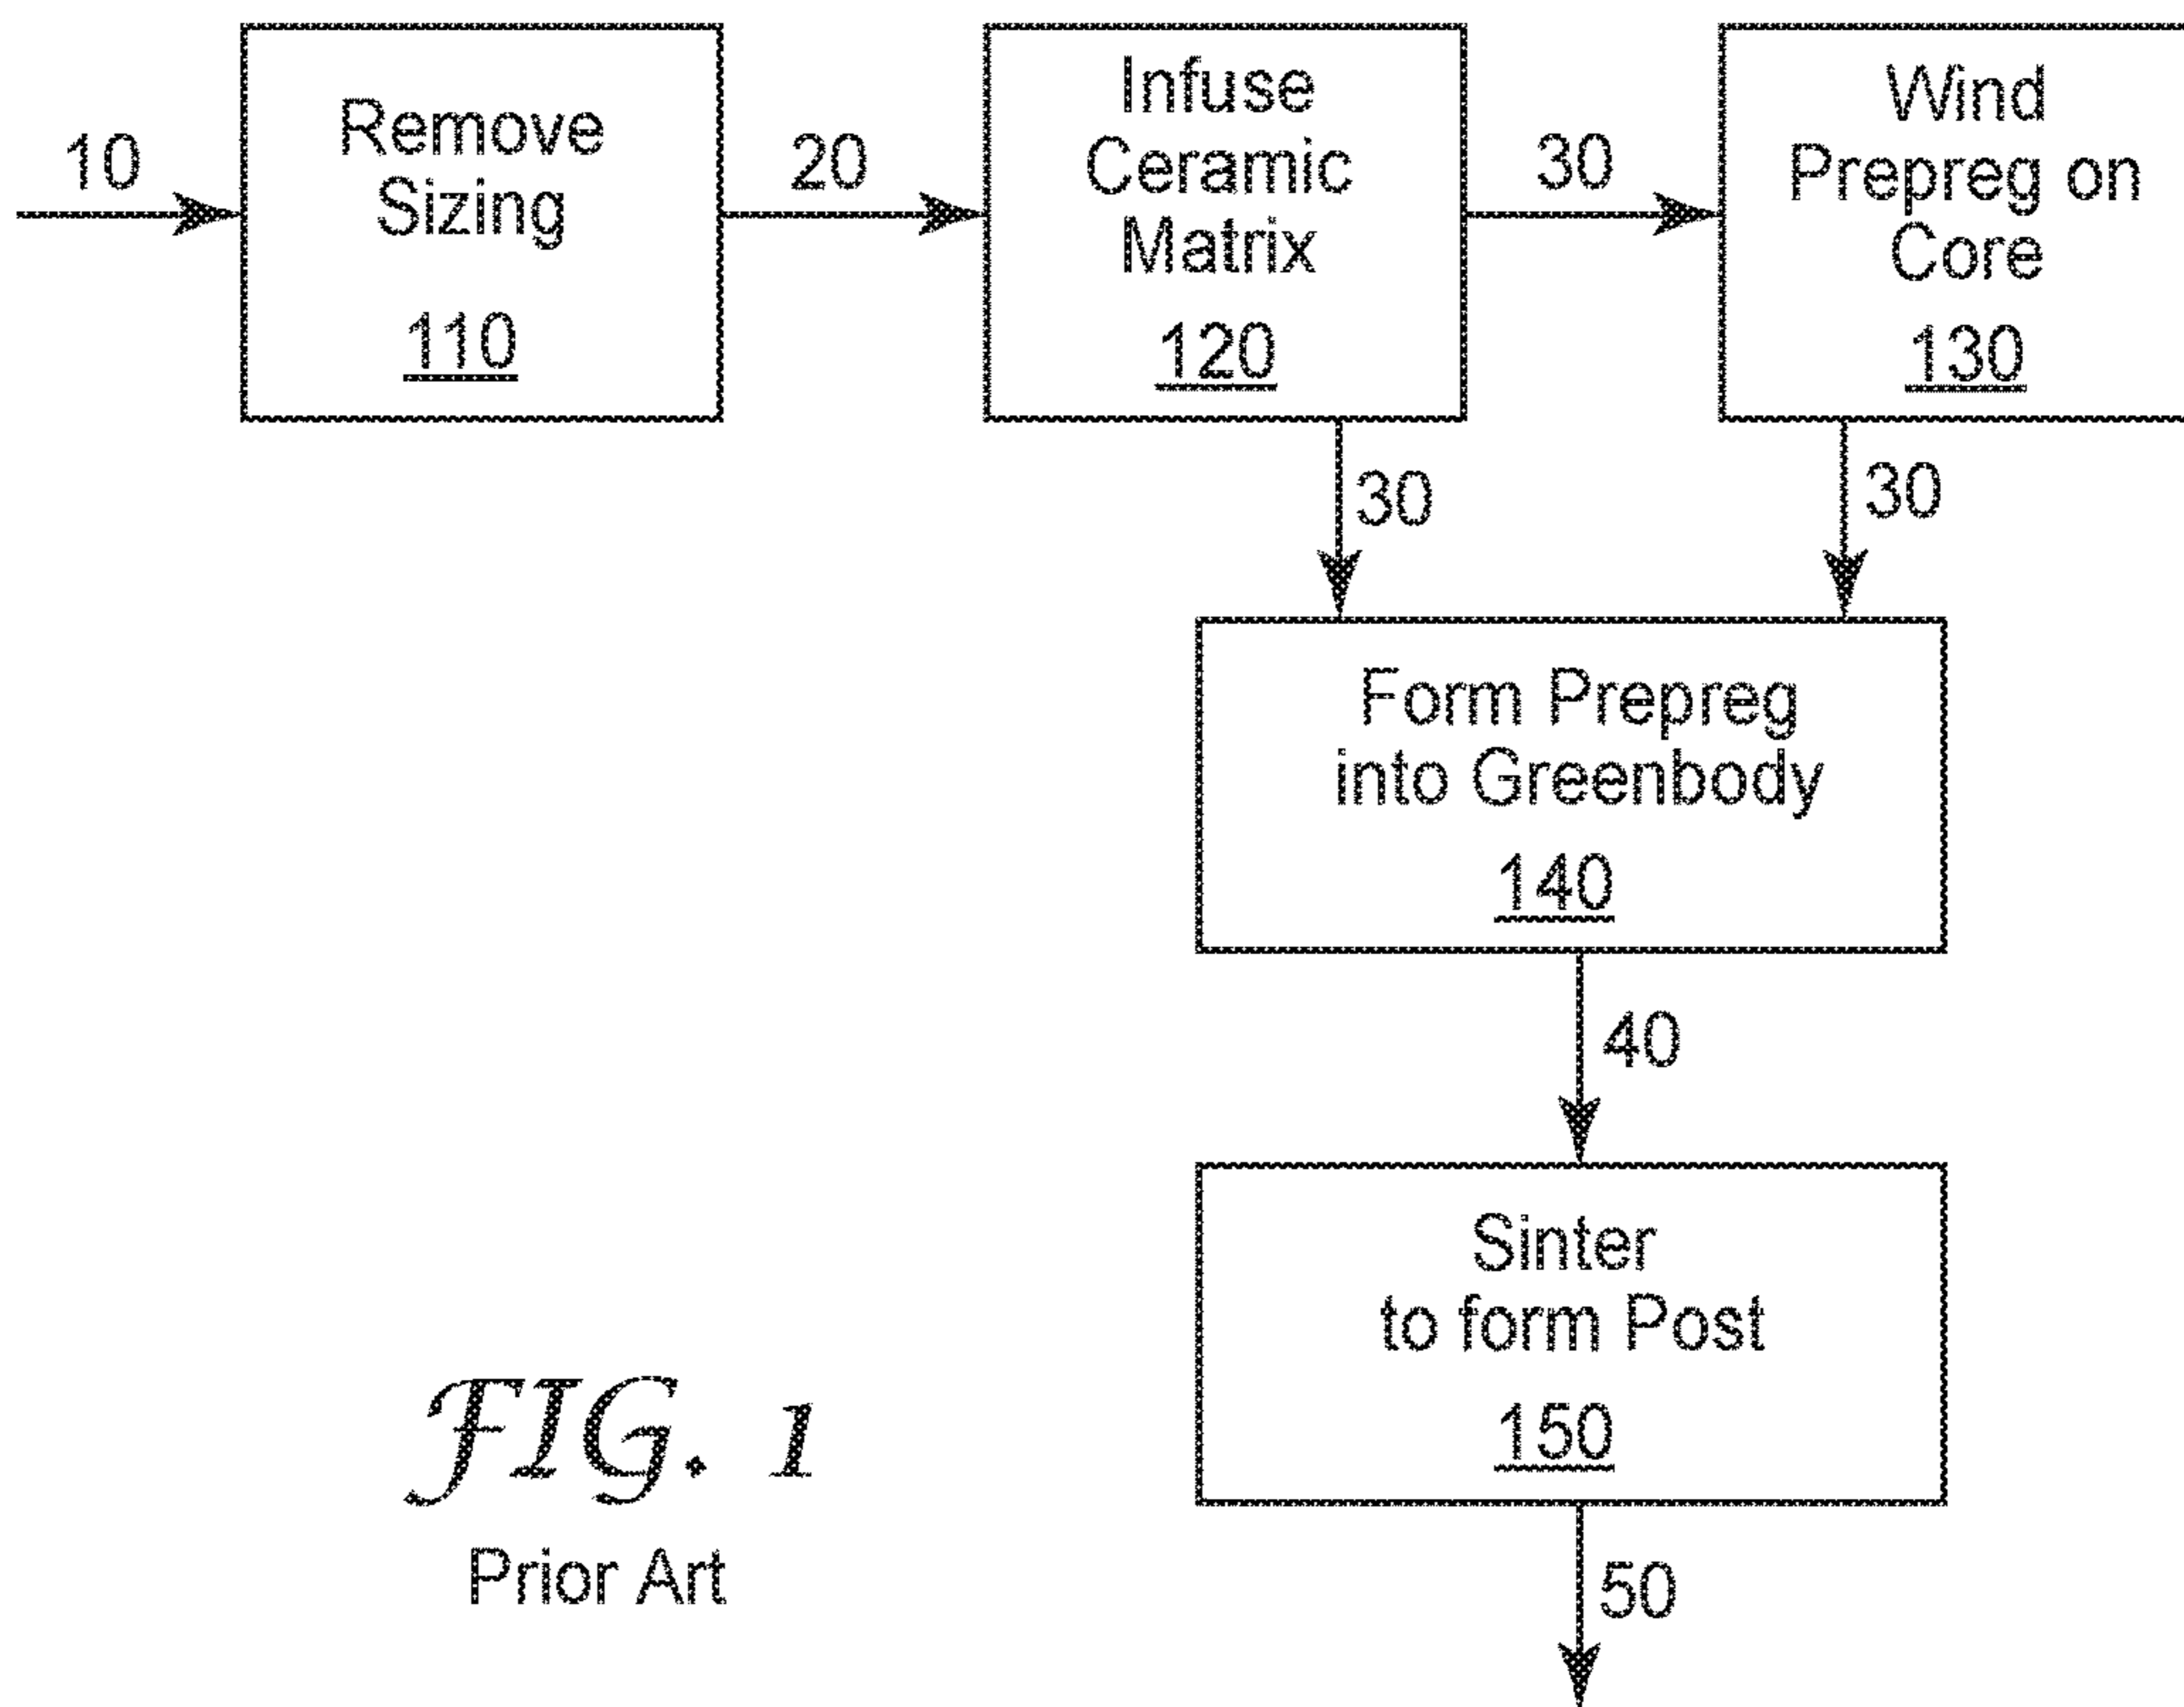 10
Remove
Sizing
110
20
Infuse
Ceramic
Matrix
120
30
Wind
Prepreg on
Core
130
30
30
Form Prepreg
into Greenbody
140
40
Sinter
to form Post
150
50
FIG. 1
Prior Art